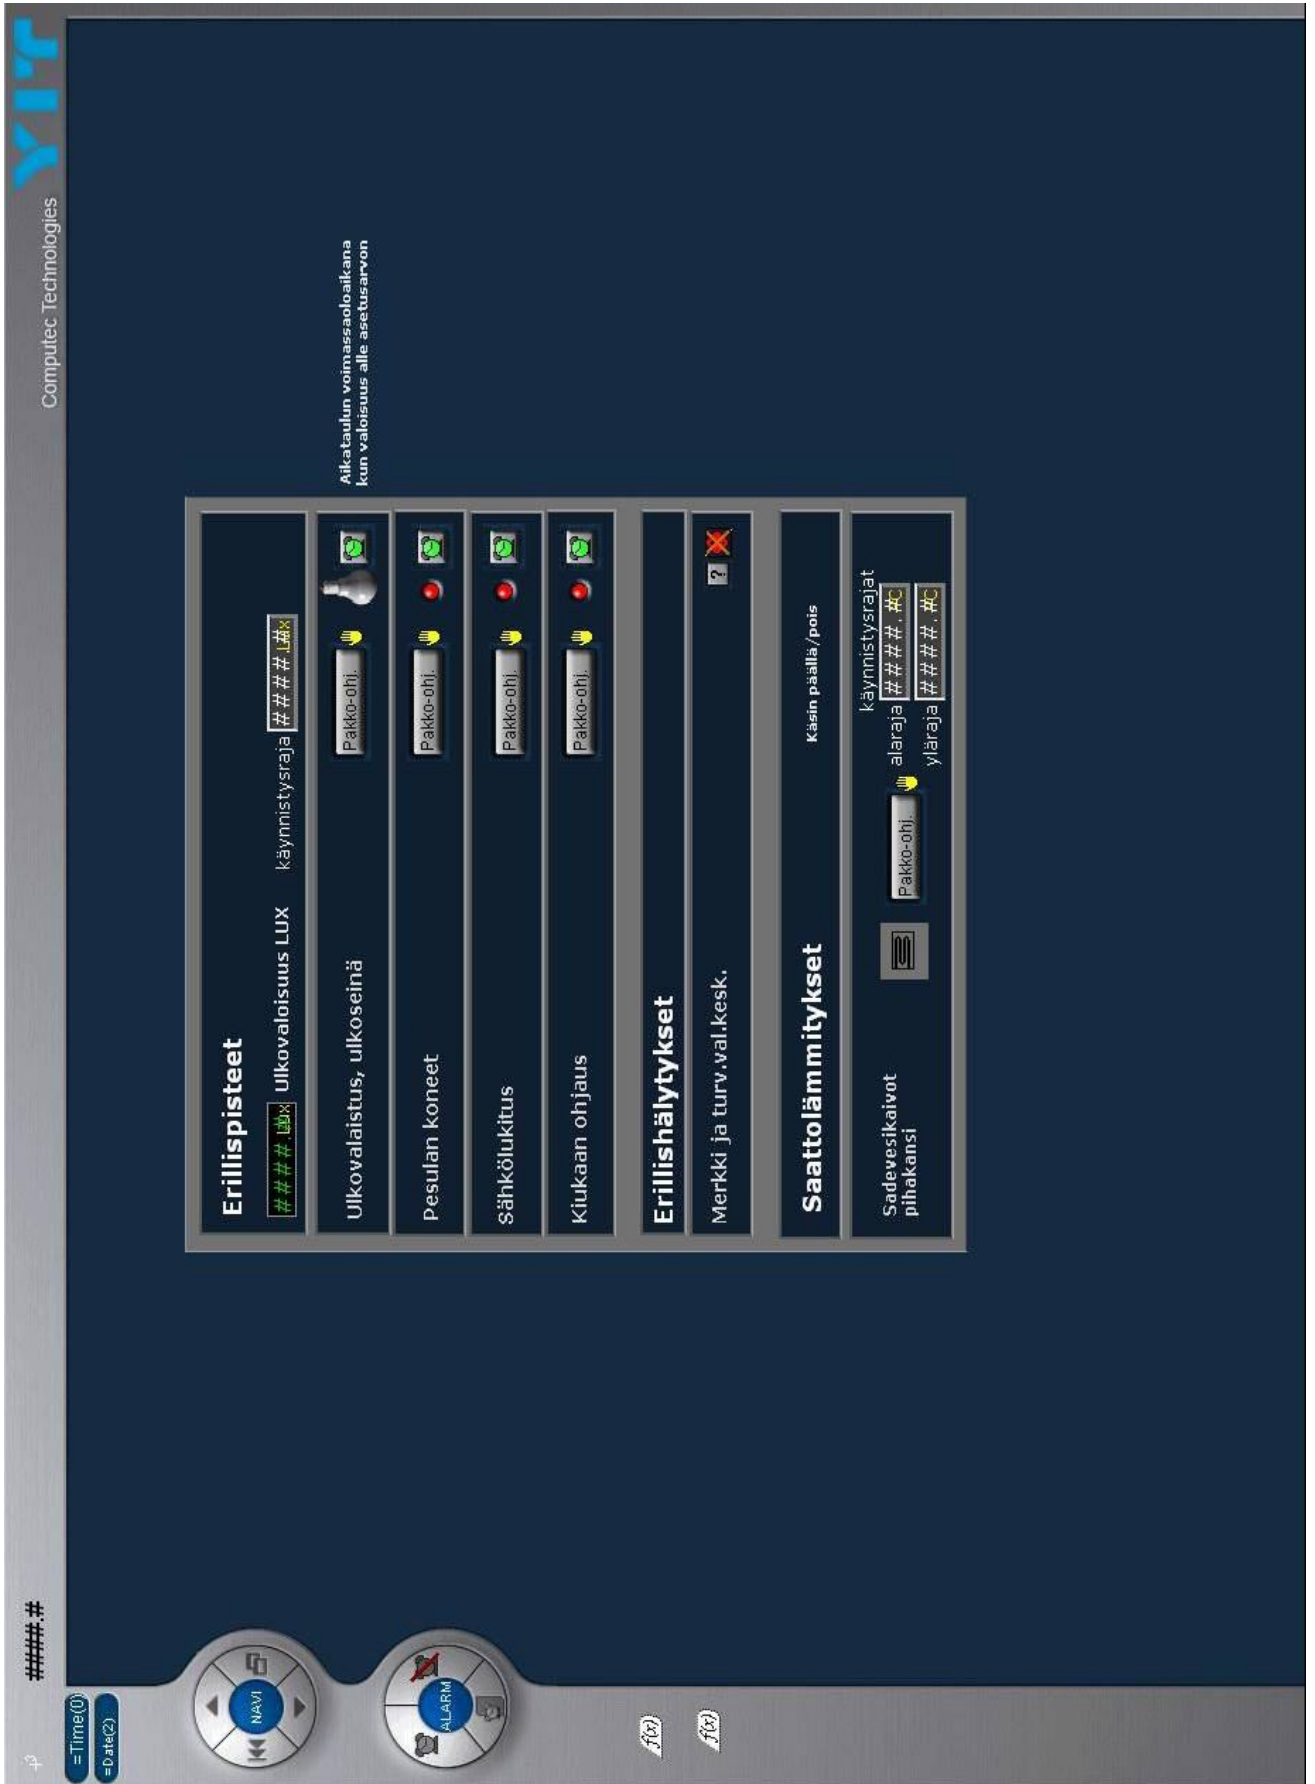 ####.#
Computec Technologies YIT
=Time(0)
=Date(2)
NAVI
ALARM
f(x)
f(x)
Erillispisteet
####.# Lux Ulkovaloisuus LUX käynnistysraja ####.# Lux
Ulkovalaistus, ulkoseinä Pakko-ohj.
Aikataulun voimassaoloaikana
kun valoisuus alle asetusarvon
Pesulan koneet Pakko-ohj.
Sähkölukitus Pakko-ohj.
Kiukaan ohjaus Pakko-ohj.
Erillishälytykset
Merkki ja turv.val.kesk. ?
Saattolämmitykset Käsin päällä/pois
käynnistysrajat
Sadevesikaivot
pihakansi
Pakko-ohj.
alaraja ####.#C
yläraja ####.#C